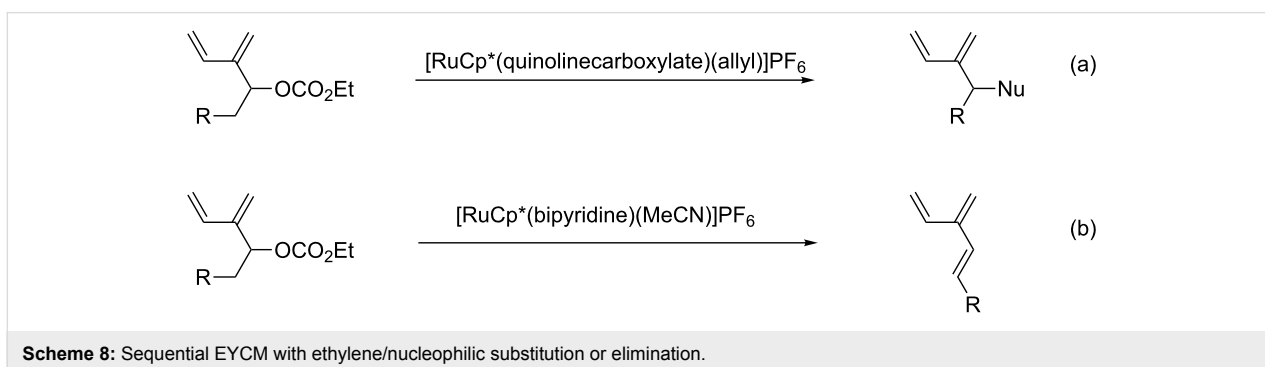 [RuCp*(quinolinecarboxylate)(allyl)]PF6
(a)
OCO2Et
Nu
R
R
[RuCp*(bipyridine)(MeCN)]PF6
(b)
OCO2Et
R
R
Scheme 8: Sequential EYCM with ethylene/nucleophilic substitution or elimination.